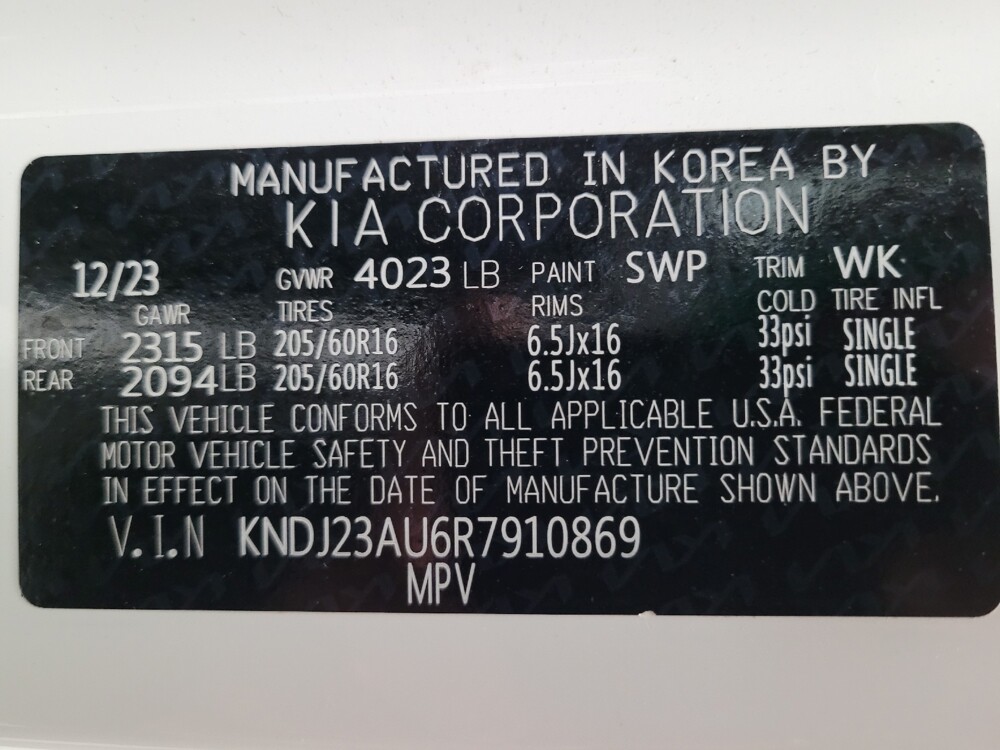 MANUFACTURED IN KOREA BY
KIA CORPORATION
12/23 GVWR 4023 LB PAINT SWP TRIM WK
GAWR TIRES RIMS COLD TIRE INFL
FRONT 2315 LB 205/60R16 6.5Jx16 33psi SINGLE
REAR 2094 LB 205/60R16 6.5Jx16 33psi SINGLE
THIS VEHICLE CONFORMS TO ALL APPLICABLE U.S.A. FEDERAL
MOTOR VEHICLE SAFETY AND THEFT PREVENTION STANDARDS
IN EFFECT ON THE DATE OF MANUFACTURE SHOWN ABOVE.
V.I.N KNDJ23AU6R7910869
MPV